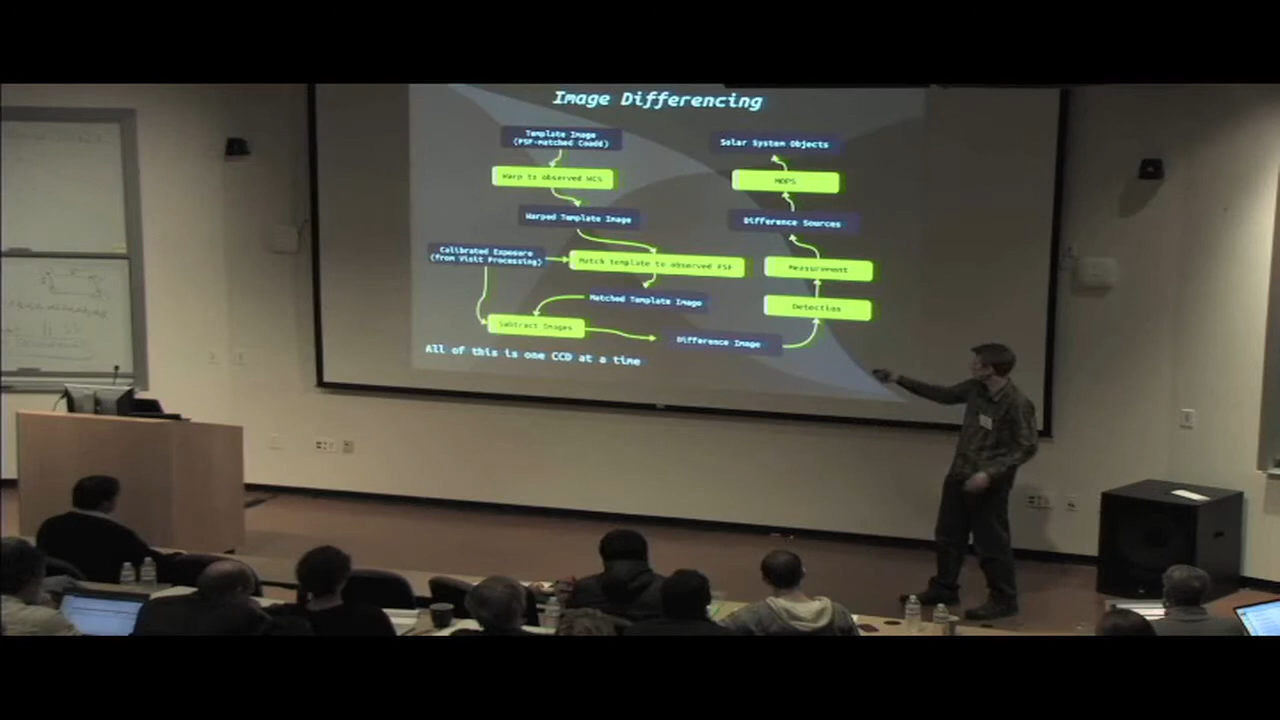 Image Differencing
Template Image
(PSF-matched Coadd)
Warp to observed WCS
Warped Template Image
Calibrated Exposure
(from Visit Processing)
Match template to observed PSF
Matched Template Image
Subtract Images
Difference Image
All of this is one CCD at a time
Solar System Objects
MOPS
Difference Sources
Measurement
Detection